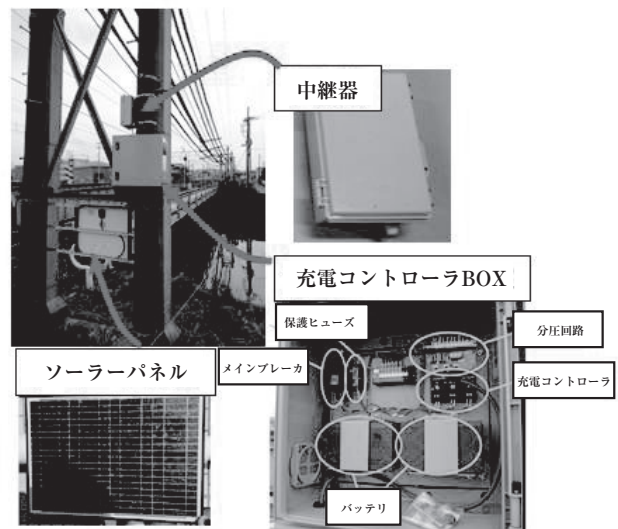 中継器
充電コントローラBOX
保護ヒューズ
分圧回路
ソーラーパネル
メインブレーカ
充電コントローラ
バッテリ